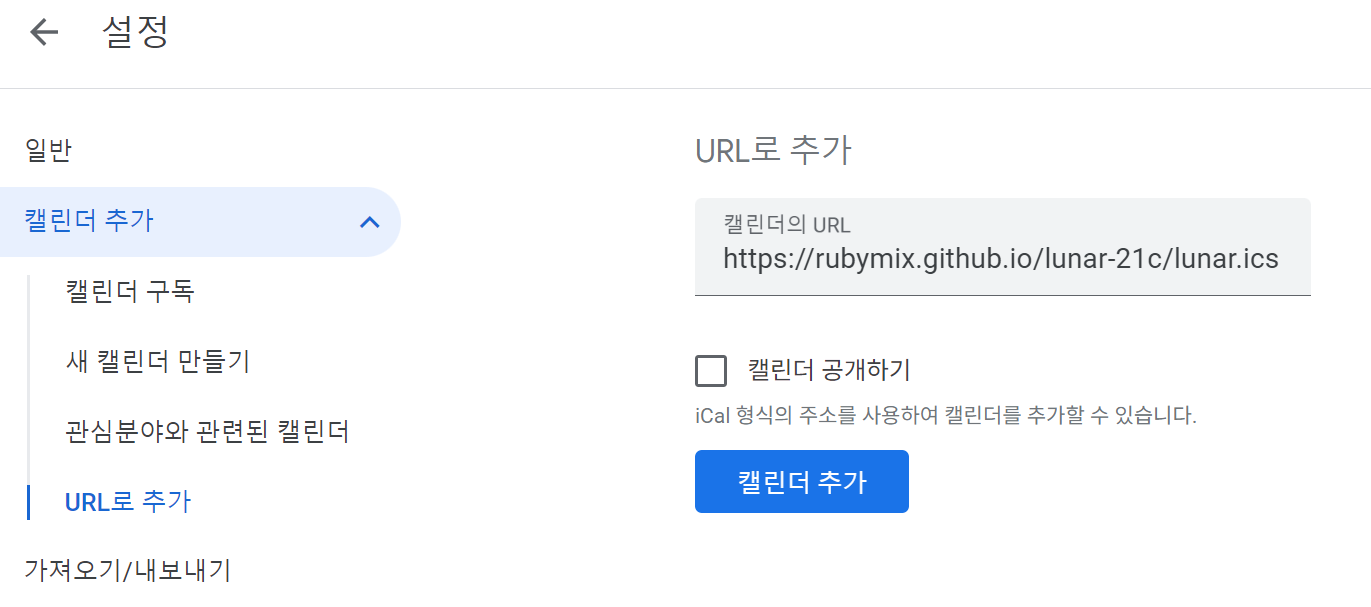 설정
일반
캘린더 추가
캘린더 구독
새 캘린더 만들기
관심분야와 관련된 캘린더
URL로 추가
가져오기/내보내기
URL로 추가
캘린더의 URL
https://rubymix.github.io/lunar-21c/lunar.ics
캘린더 공개하기
iCal 형식의 주소를 사용하여 캘린더를 추가할 수 있습니다.
캘린더 추가